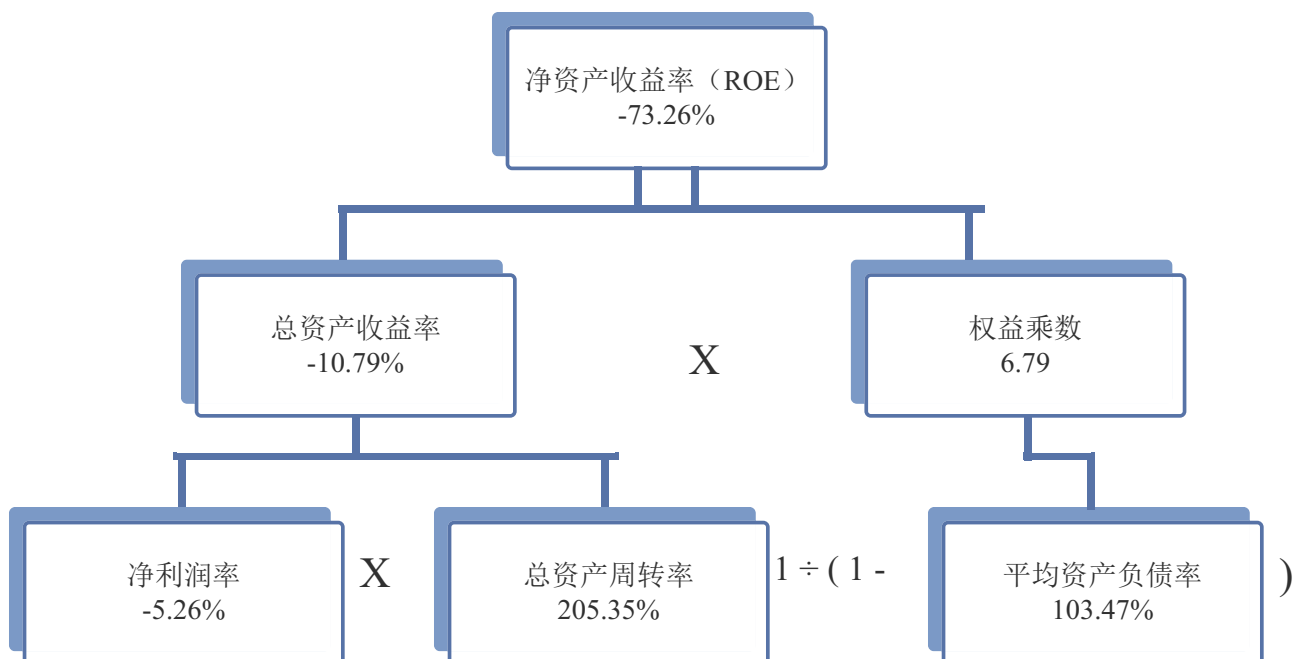 净资产收益率（ROE）
-73.26%
总资产收益率
-10.79%
X
权益乘数
6.79
净利润率
-5.26%
X
总资产周转率
205.35%
1 ÷ ( 1 -
平均资产负债率
103.47%
)